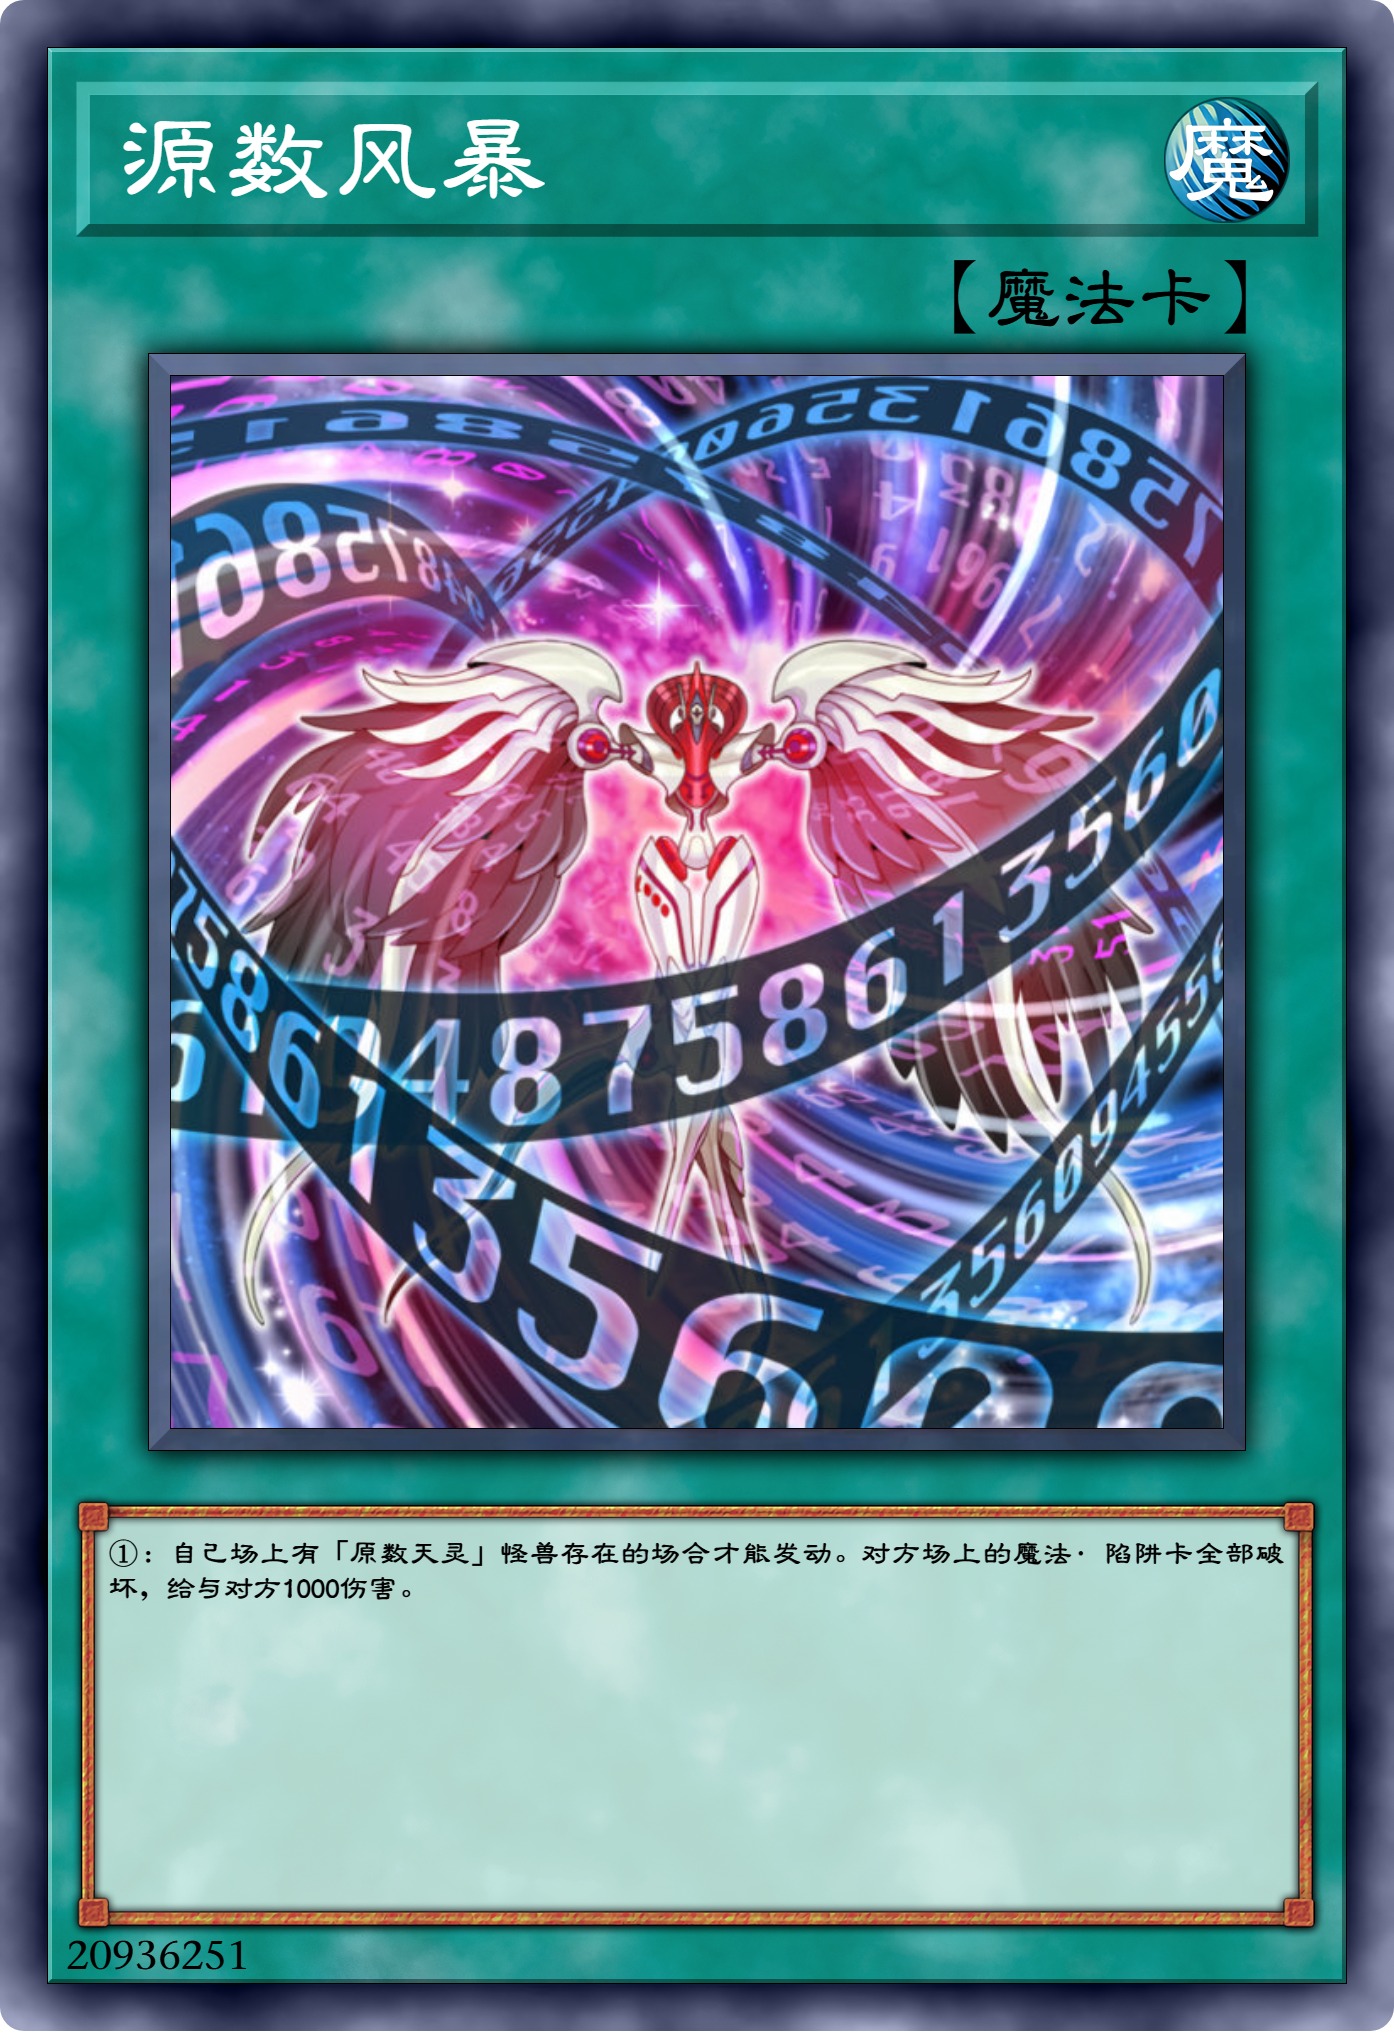 源数风暴
魔
【魔法卡】
①：自己场上有「原数天灵」怪兽存在的场合才能发动。对方场上的魔法·陷阱卡全部破
坏，给与对方1000伤害。
20936251